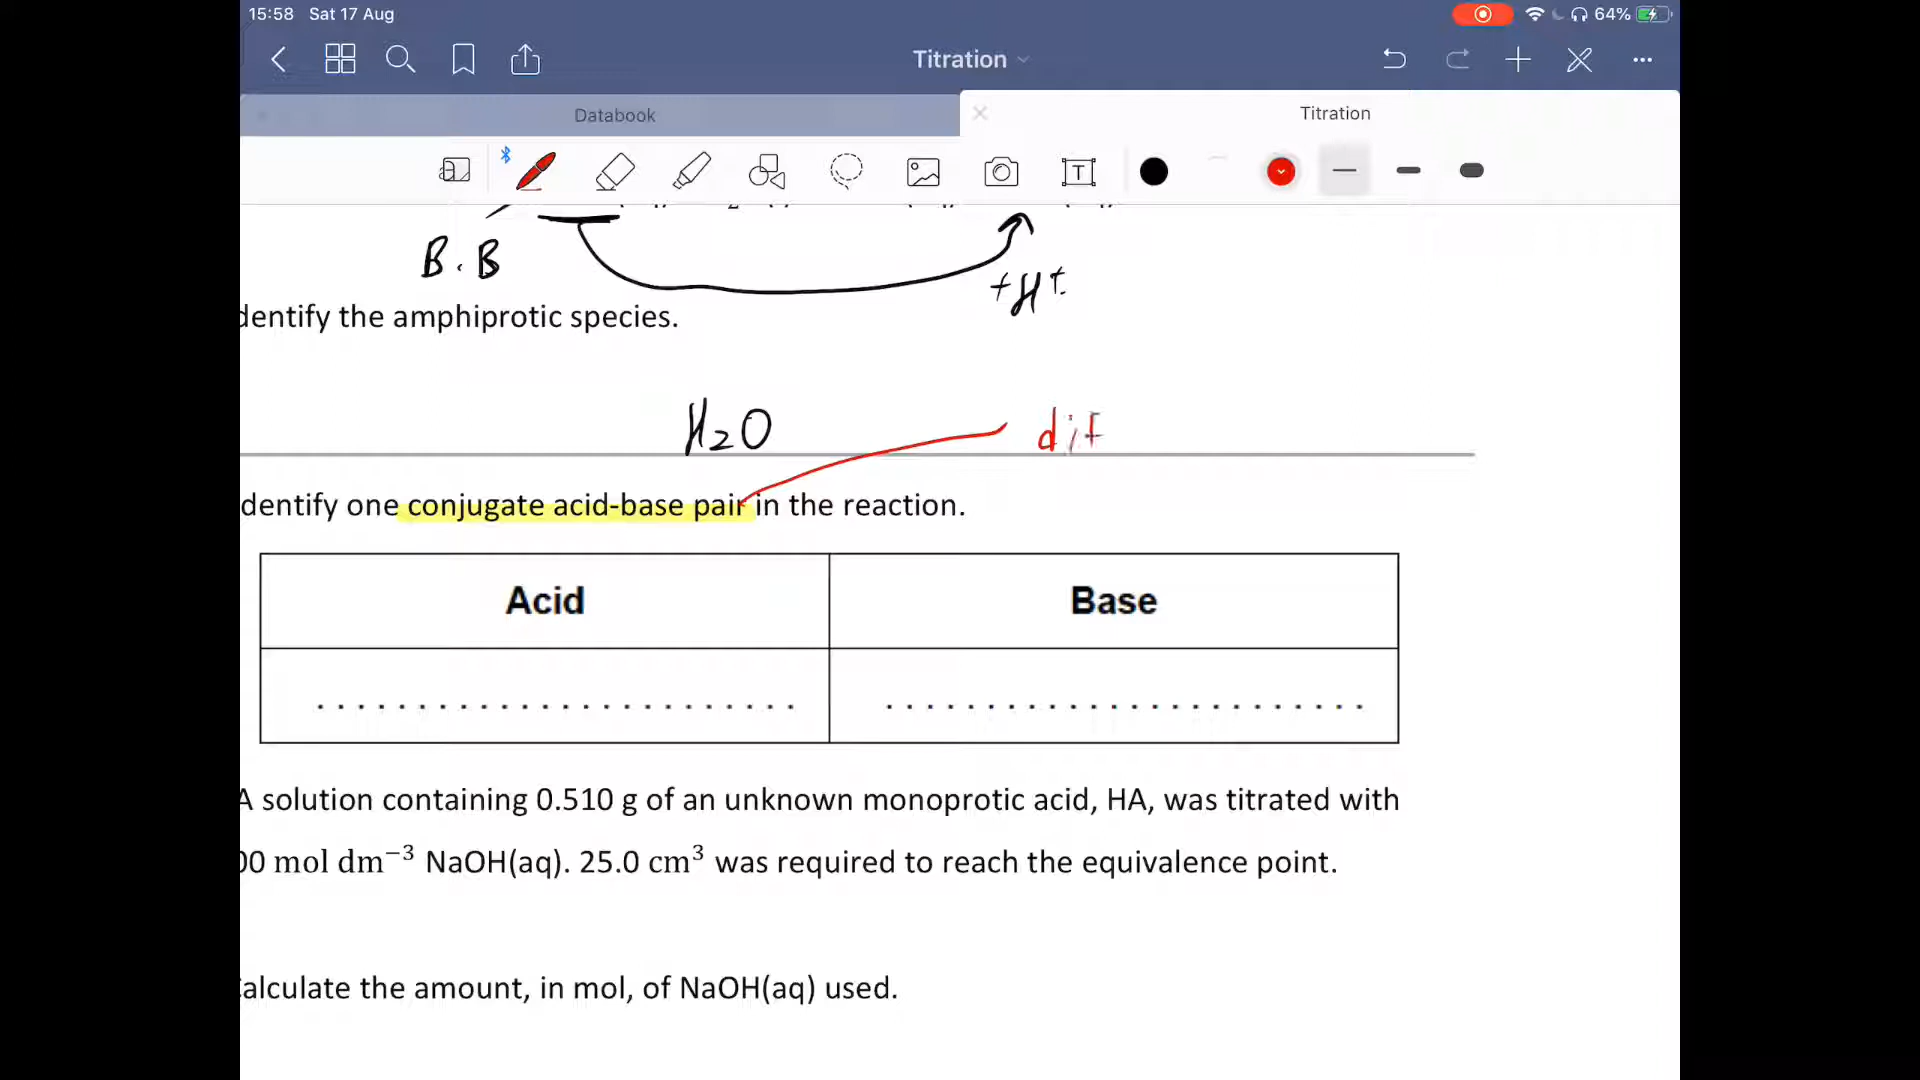 15:58 Sat 17 Aug
64%
Titration
Databook
Titration
B.B
+H+
dentify the amphiprotic species.
H₂O
dif
dentify one conjugate acid-base pair in the reaction.
Acid Base
........................ ........................
A solution containing 0.510 g of an unknown monoprotic acid, HA, was titrated with
00 mol dm⁻³ NaOH(aq). 25.0 cm³ was required to reach the equivalence point.
alculate the amount, in mol, of NaOH(aq) used.